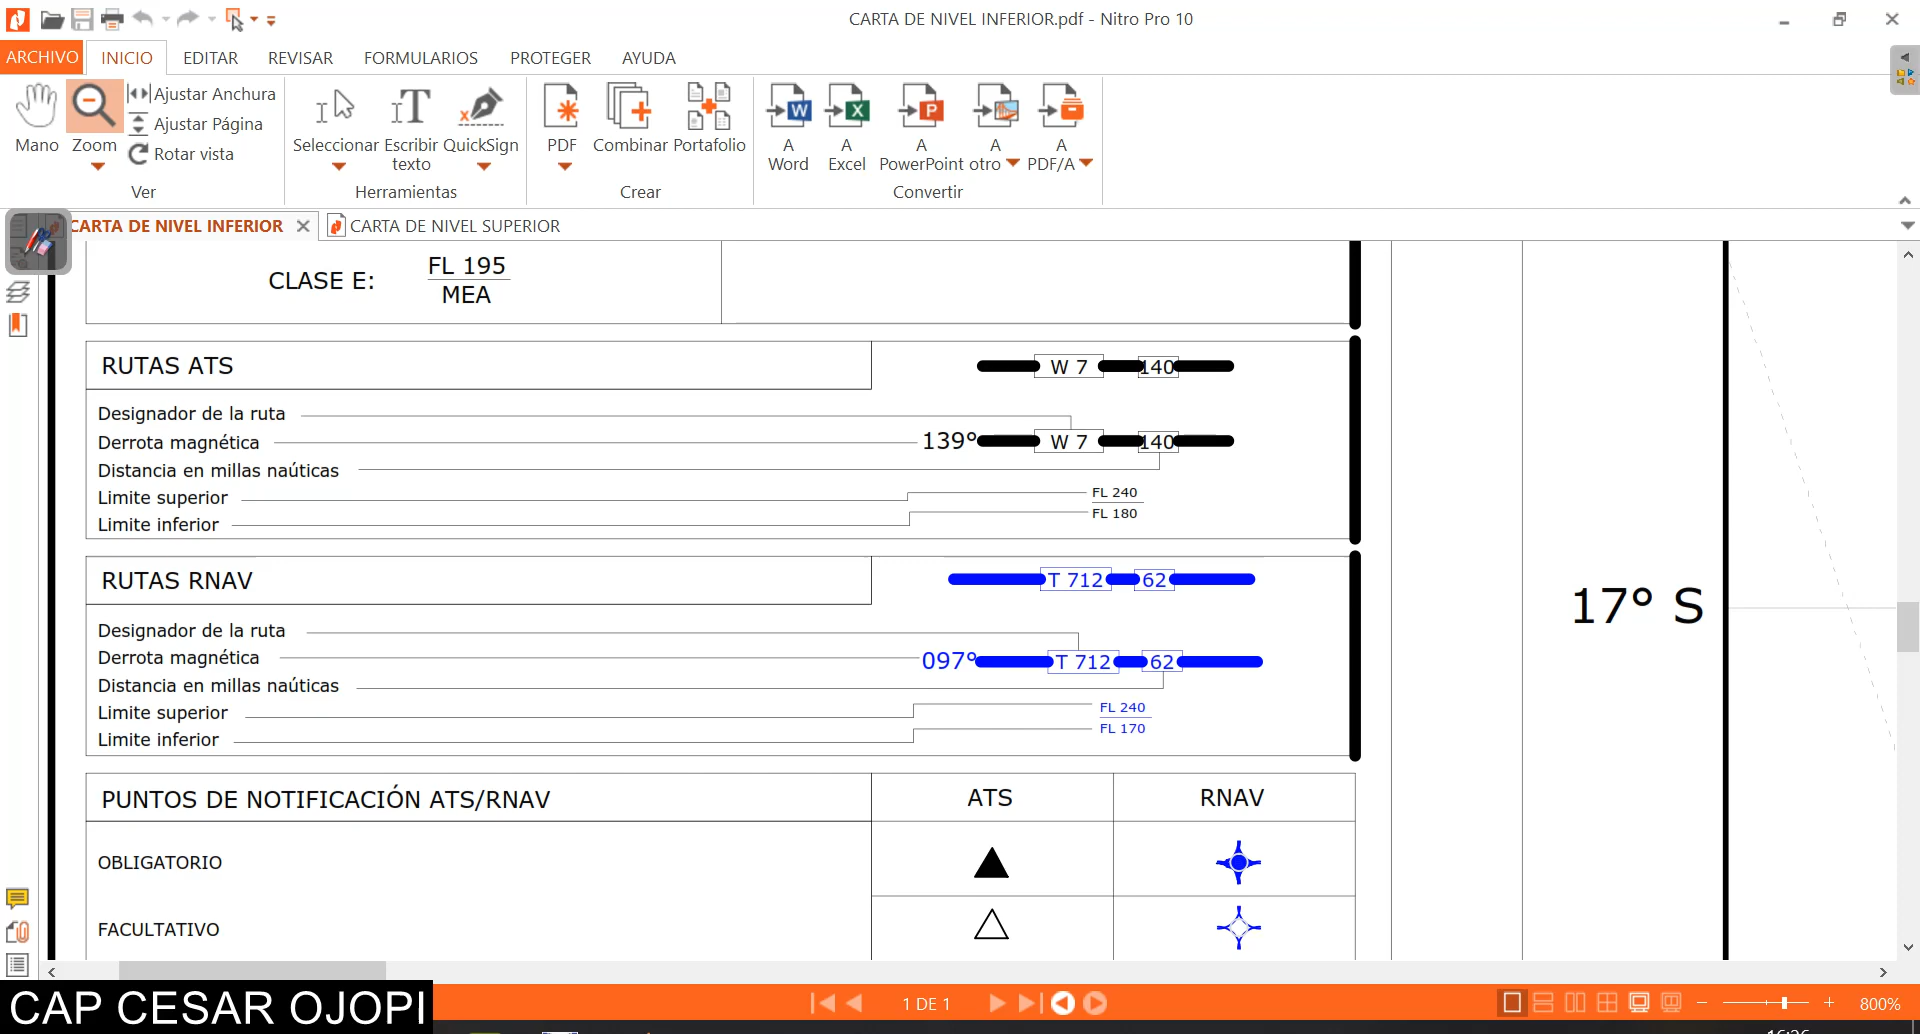 CARTA DE NIVEL INFERIOR.pdf - Nitro Pro 10
ARCHIVO INICIO EDITAR REVISAR FORMULARIOS PROTEGER AYUDA
Mano Zoom
Ajustar Anchura
Ajustar Página
Rotar vista
Ver
Seleccionar Escribir texto QuickSign
Herramientas
PDF Combinar Portafolio
Crear
A Word A Excel A PowerPoint A otro A PDF/A
Convertir
CARTA DE NIVEL INFERIOR CARTA DE NIVEL SUPERIOR
CLASE E: FL 195
MEA
RUTAS ATS W 7 140
Designador de la ruta
Derrota magnética 139° W 7 140
Distancia en millas naúticas
Limite superior FL 240
Limite inferior FL 180
RUTAS RNAV T 712 62
Designador de la ruta
Derrota magnética 097° T 712 62
Distancia en millas naúticas
Limite superior FL 240
Limite inferior FL 170
17° S
PUNTOS DE NOTIFICACIÓN ATS/RNAV ATS RNAV
OBLIGATORIO
FACULTATIVO
CAP CESAR OJOPI
1 DE 1
800%